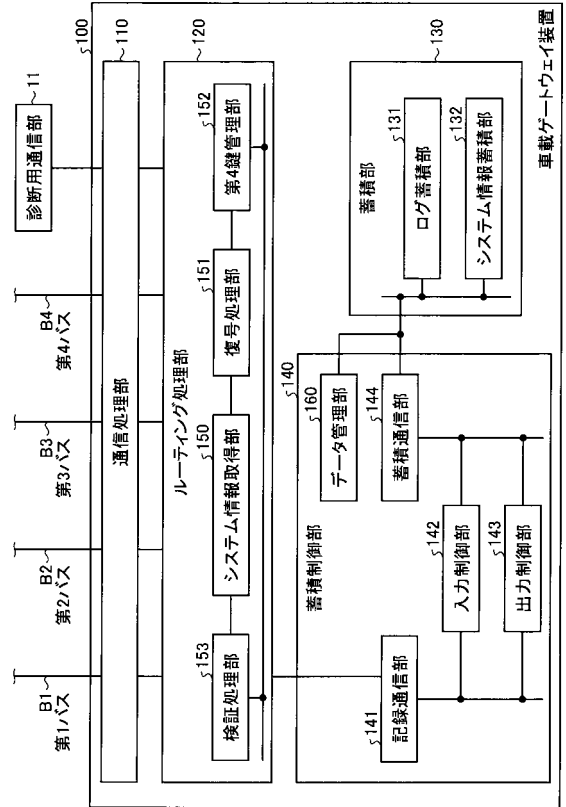 B1
第1バス
B2
第2バス
B3
第3バス
B4
第4バス
11
診断用通信部
100
110
通信処理部
120
ルーティング処理部
153
検証処理部
150
システム情報取得部
151
復号処理部
152
第4鍵管理部
140
蓄積制御部
141
記録通信部
142
入力制御部
143
出力制御部
160
データ管理部
144
蓄積通信部
130
蓄積部
131
ログ蓄積部
132
システム情報蓄積部
車載ゲートウェイ装置